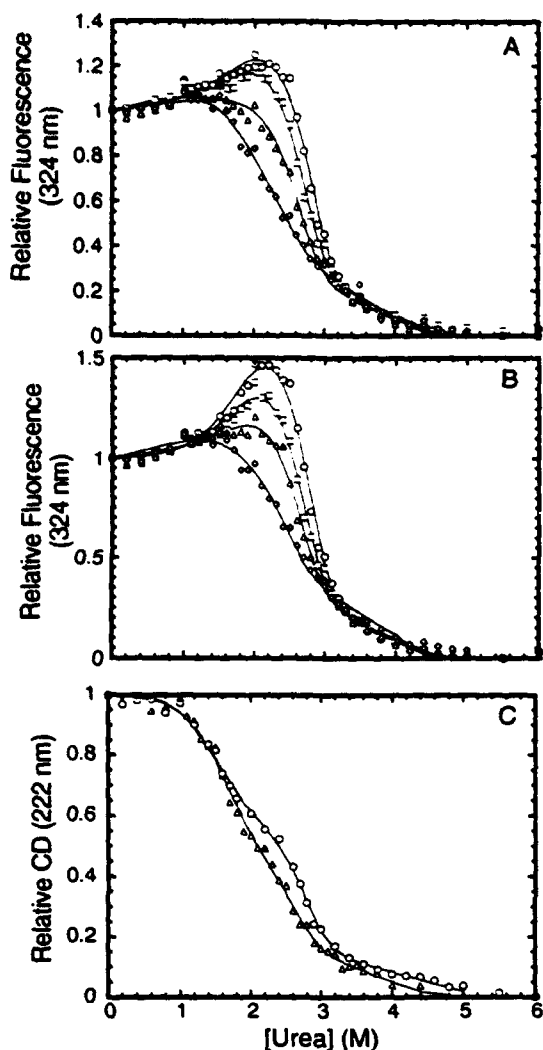 A
1.4
1.2
1
0.8
0.6
0.4
0.2
0
Relative Fluorescence
(324 nm)
B
1.5
1
0.5
0
Relative Fluorescence
(324 nm)
C
1
0.8
0.6
0.4
0.2
0
Relative CD (222 nm)
0 1 2 3 4 5 6
[Urea] (M)